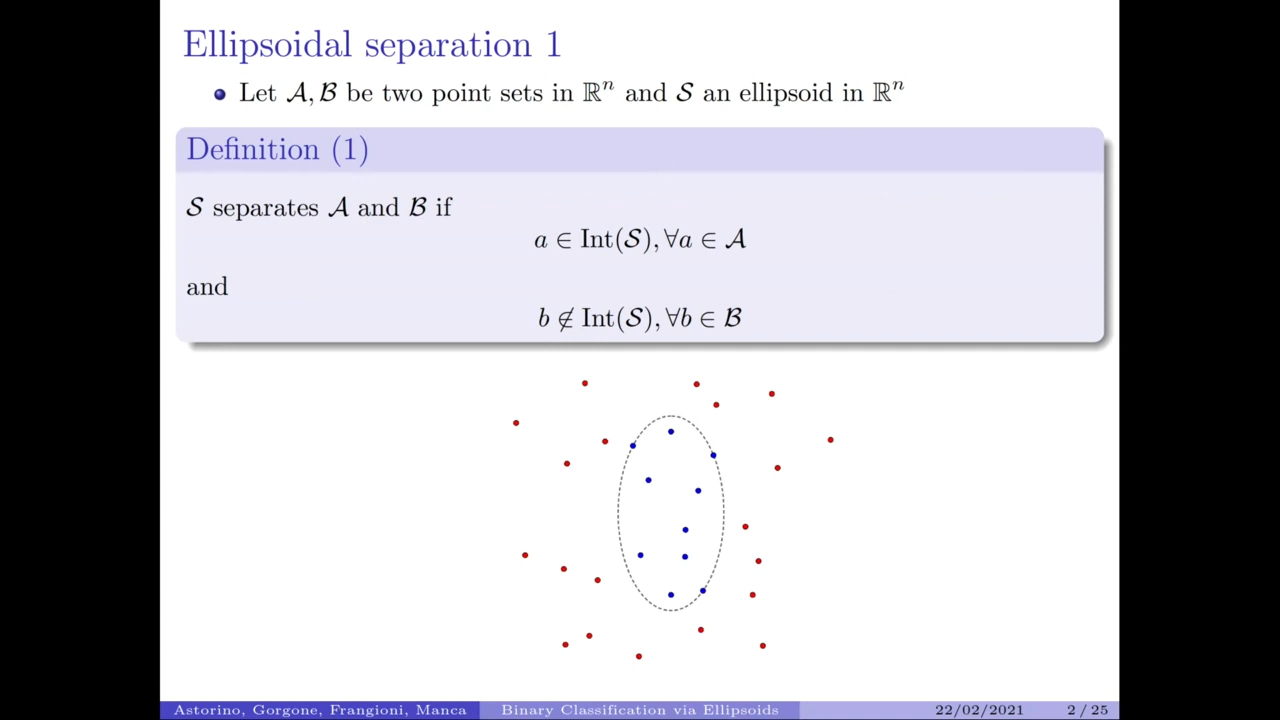 Ellipsoidal separation 1
Let 𝒜, ℬ be two point sets in ℝⁿ and 𝒮 an ellipsoid in ℝⁿ
Definition (1)
𝒮 separates 𝒜 and ℬ if
a ∈ Int(𝒮), ∀a ∈ 𝒜
and
b ∉ Int(𝒮), ∀b ∈ ℬ
Astorino, Gorgone, Frangioni, Manca Binary Classification via Ellipsoids 22/02/2021 2 / 25